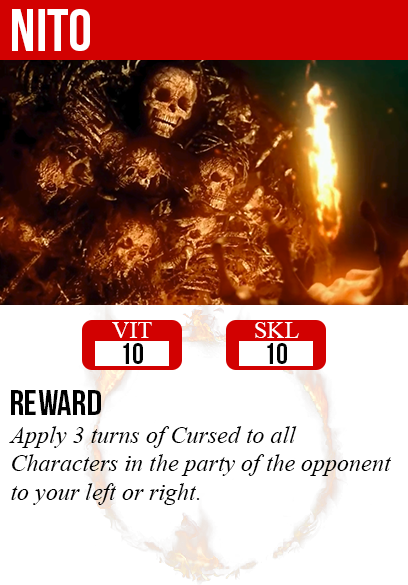 NITO
VIT
10
SKL
10
REWARD
Apply 3 turns of Cursed to all
Characters in the party of the opponent
to your left or right.